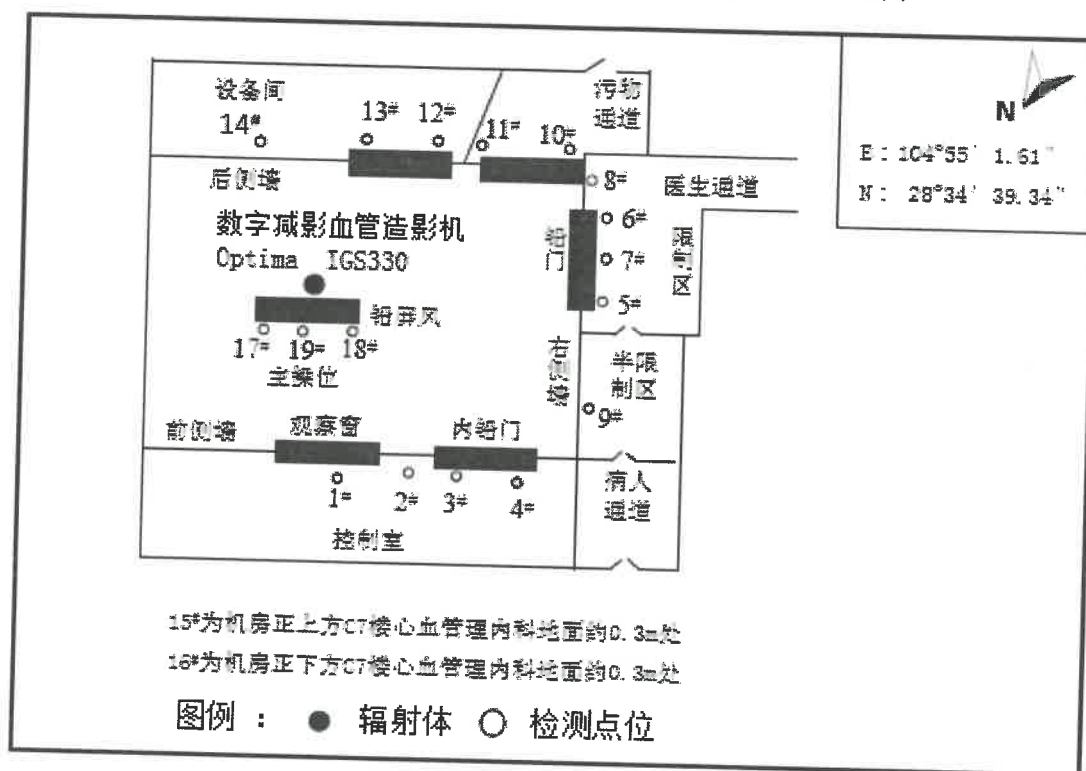 设备间
14#
13#
12#
11#
10#
污物
通道
N
E: 104°55′ 1.61″
N: 28°34′ 39.34″
后侧墙
8#
医生通道
数字减影血管造影机
Optima IGS330
铅门
6#
7#
5#
限制区
铅屏风
17#
19#
18#
主操位
右侧墙
半限
制区
9#
前侧墙
观察窗
内铅门
1#
2#
3#
4#
病人
通道
控制室
15#为机房正上方C7楼心血管理内科地面约0.3m处
16#为机房正下方C7楼心血管理内科地面约0.3m处
图例 : 辐射体 检测点位